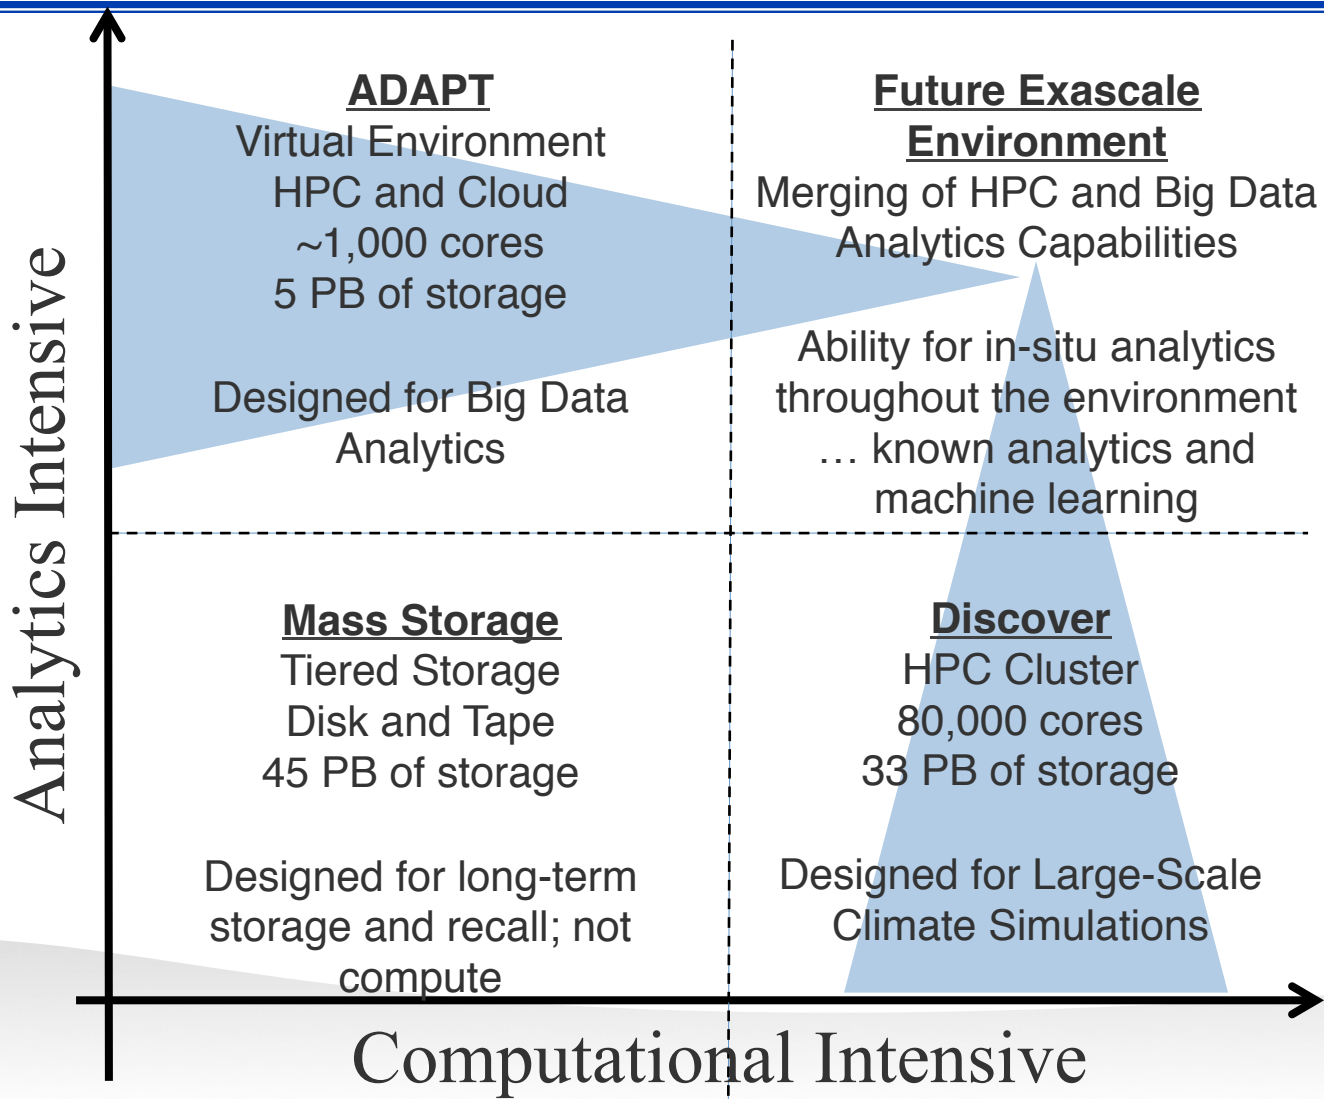 ADAPT
Virtual Environment
HPC and Cloud
~1,000 cores
5 PB of storage
Designed for Big Data
Analytics
Future Exascale
Environment
Merging of HPC and Big Data
Analytics Capabilities
Ability for in-situ analytics
throughout the environment
… known analytics and
machine learning
Analytics Intensive
Mass Storage
Tiered Storage
Disk and Tape
45 PB of storage
Designed for long-term
storage and recall; not
compute
Discover
HPC Cluster
80,000 cores
33 PB of storage
Designed for Large-Scale
Climate Simulations
Computational Intensive